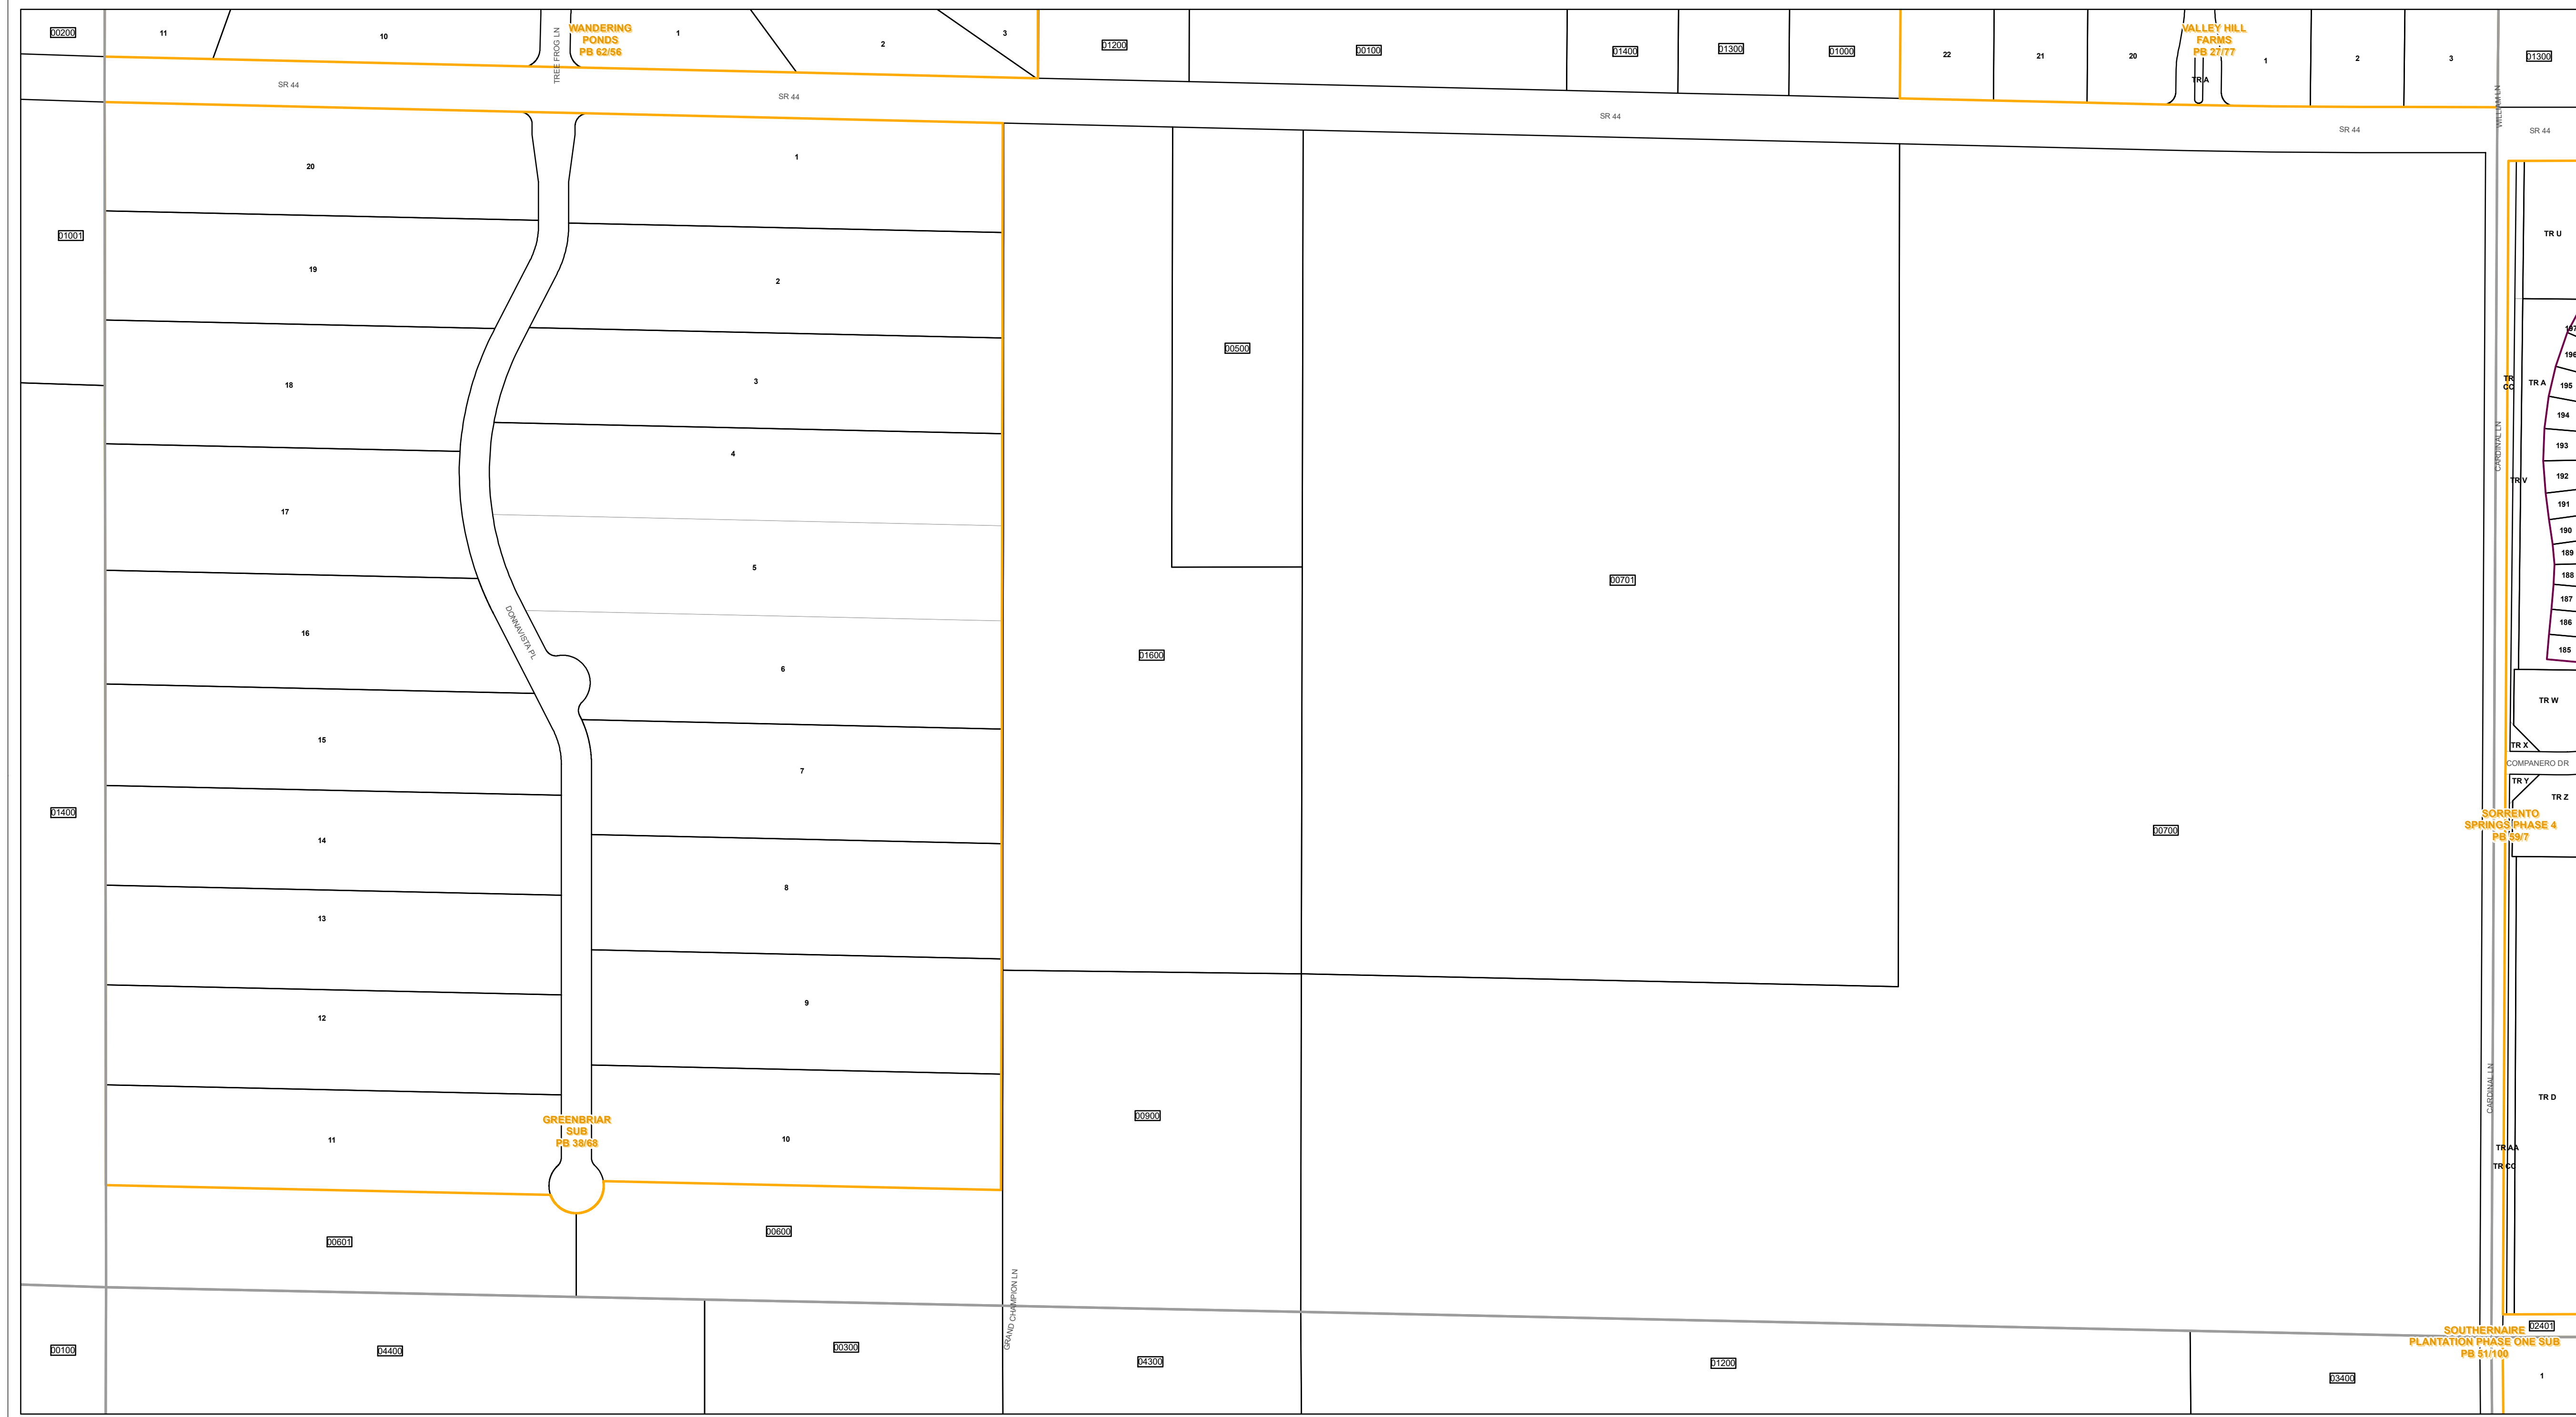 00200
11
10
TREE FROG LN
WANDERING
PONDS
PB 62/56
1
2
3
01200
00100
01400
01300
01000
22
21
20
VALLEY HILL
FARMS
PB 27/77
TR A
1
2
3
WILLIAM LN
01300
SR 44
SR 44
SR 44
SR 44
SR 44
01001
20
1
19
2
18
3
17
4
5
16
6
DONNAVISTA PL
15
7
14
8
13
9
12
10
11
GREENBRIAR
SUB
PB 38/68
01400
00500
01600
00701
00700
00900
TR U
197
196
195
194
193
192
191
190
189
188
187
186
185
TR
CC
TR A
TR V
CARDINAL LN
TR W
TR X
COMPANERO DR
TR Y
TR Z
SORRENTO
SPRINGS PHASE 4
PB 59/7
CARDINAL LN
TR D
TR AA
TR CC
00601
00600
GRAND CHAMPION LN
00100
04400
00300
04300
01200
03400
02401
SOUTHERNAIRE
PLANTATION PHASE ONE SUB
PB 51/100
1